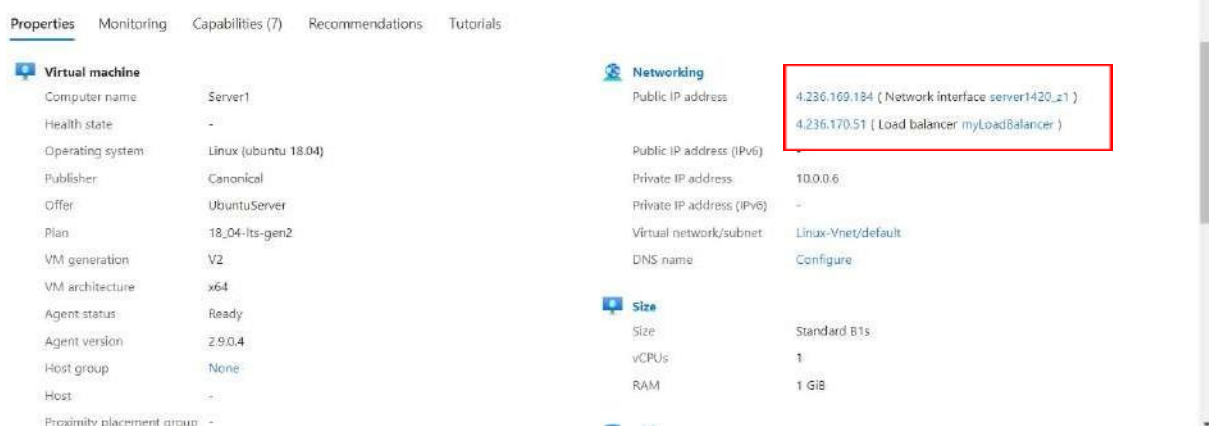 Properties Monitoring Capabilities (7) Recommendations Tutorials
Virtual machine
Computer name Server1
Health state -
Operating system Linux (ubuntu 18.04)
Publisher Canonical
Offer UbuntuServer
Plan 18_04-lts-gen2
VM generation V2
VM architecture x64
Agent status Ready
Agent version 2.9.0.4
Host group None
Host -
Proximity placement group -
Networking
Public IP address 4.236.169.184 ( Network interface server1420_z1 )
4.236.170.51 ( Load balancer myLoadBalancer )
Public IP address (IPv6) -
Private IP address 10.0.0.6
Private IP address (IPv6) -
Virtual network/subnet Linux-Vnet/default
DNS name Configure
Size
Size Standard B1s
vCPUs 1
RAM 1 GiB